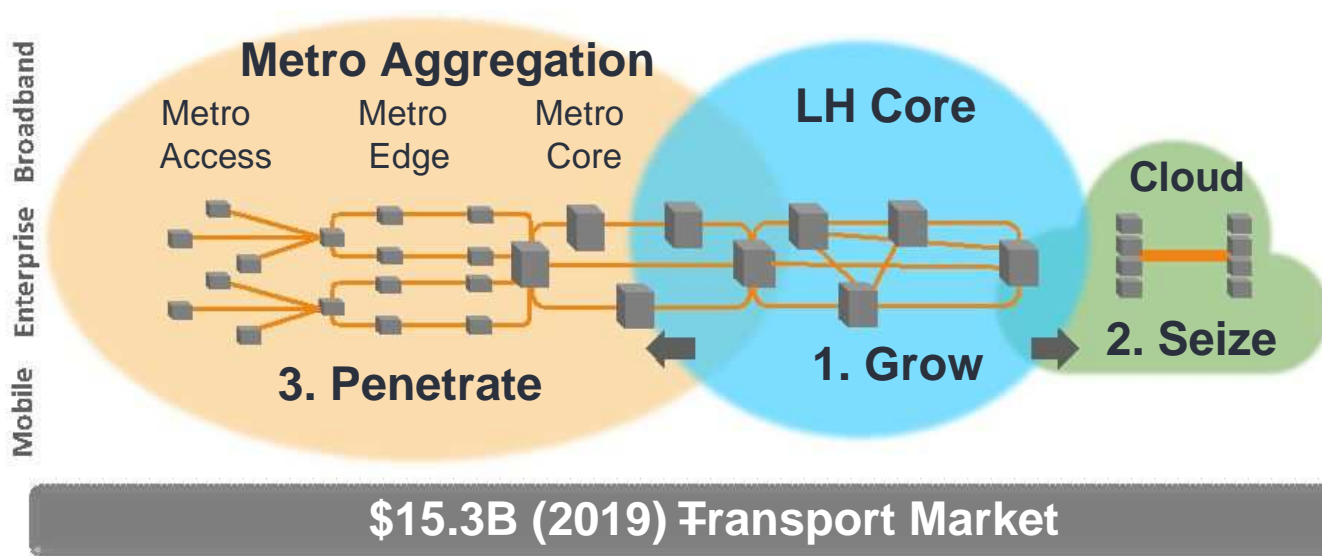 Broadband
Enterprise
Mobile
Metro Aggregation
Metro Access
Metro Edge
Metro Core
LH Core
Cloud
3. Penetrate
1. Grow
2. Seize
$15.3B (2019) Transport Market